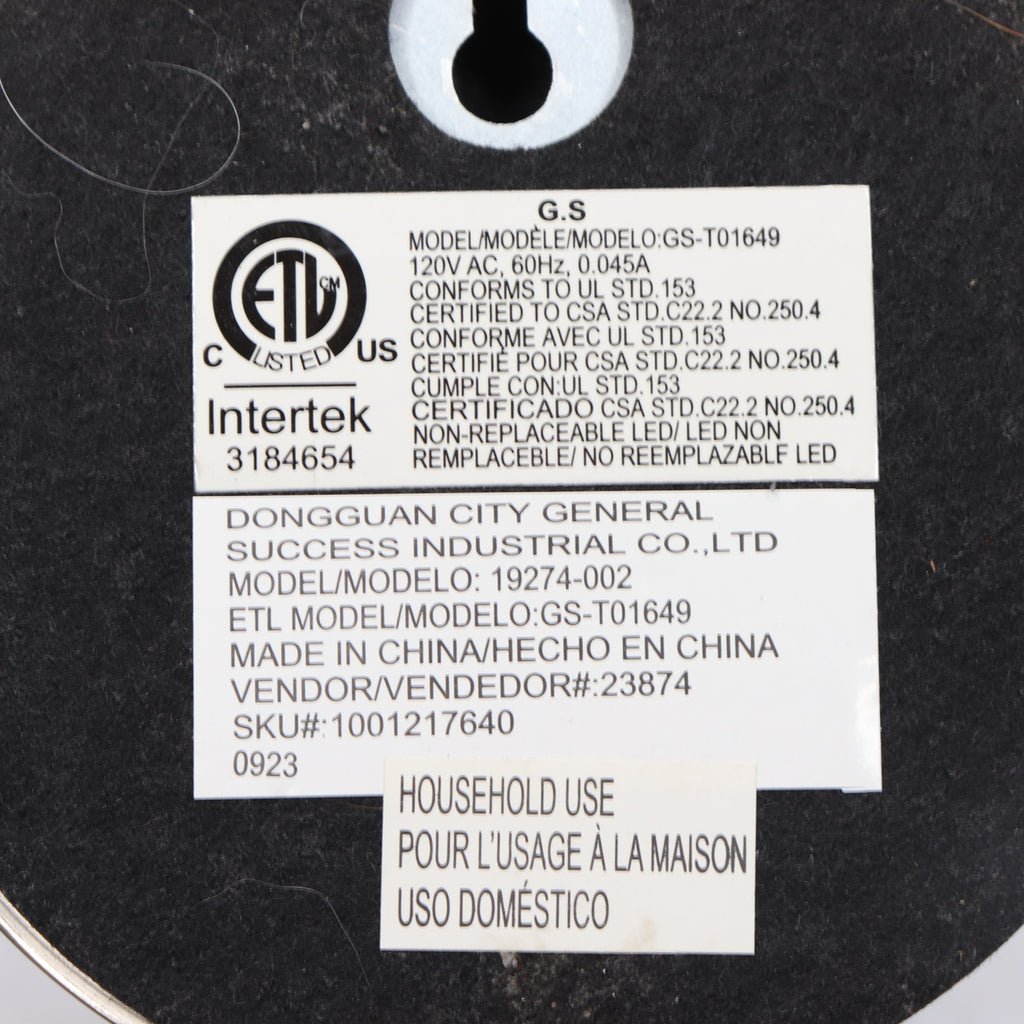 G.S
MODEL/MODÈLE/MODELO:GS-T01649
120V AC, 60Hz, 0.045A
CONFORMS TO UL STD.153
CERTIFIED TO CSA STD.C22.2 NO.250.4
CONFORME AVEC UL STD.153
CERTIFIÉ POUR CSA STD.C22.2 NO.250.4
CUMPLE CON:UL STD.153
CERTIFICADO CSA STD.C22.2 NO.250.4
NON-REPLACEABLE LED/ LED NON
REMPLACEBLE/ NO REEMPLAZABLE LED
ETL CM
C LISTED US
Intertek
3184654
DONGGUAN CITY GENERAL
SUCCESS INDUSTRIAL CO.,LTD
MODEL/MODELO: 19274-002
ETL MODEL/MODELO:GS-T01649
MADE IN CHINA/HECHO EN CHINA
VENDOR/VENDEDOR#:23874
SKU#:1001217640
0923
HOUSEHOLD USE
POUR L'USAGE À LA MAISON
USO DOMÉSTICO